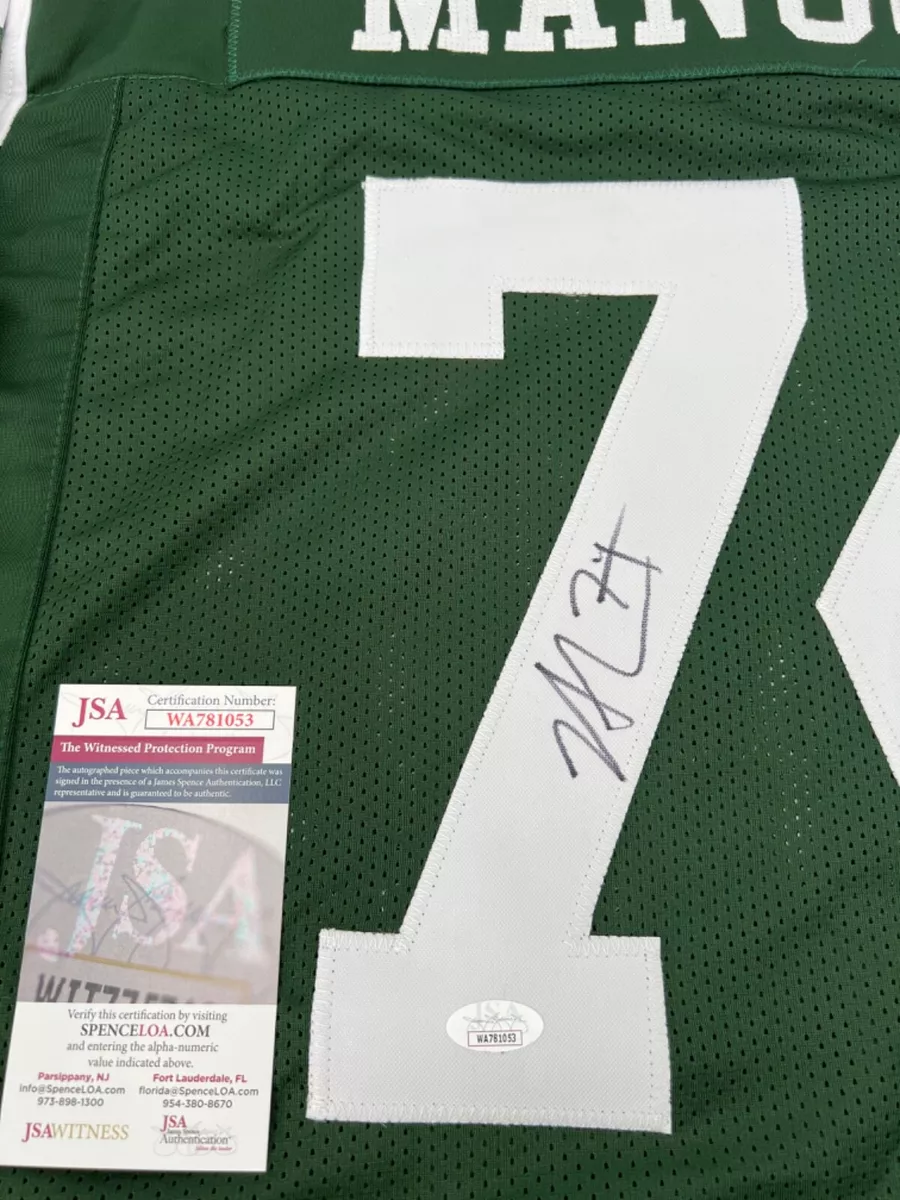 MANG
7
74
JSA
Certification Number:
WA781053
The Witnessed Protection Program
The autographed piece which accompanies this certificate was
signed in the presence of a James Spence Authentication, LLC
representative and is guaranteed to be authentic.
JSA
Verify this certification by visiting
SPENCELOA.COM
and entering the alpha-numeric
value indicated above.
Parsippany, NJ
info@SpenceLOA.com
973-898-1300
Fort Lauderdale, FL
florida@SpenceLOA.com
954-380-8670
JSAWITNESS
JSA
Authentication
WA781053